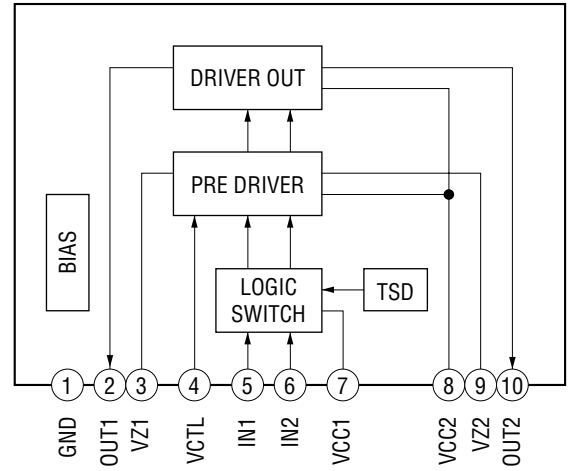 DRIVER OUT
PRE DRIVER
BIAS
LOGIC
SWITCH
TSD
1 2 3 4 5 6 7 8 9 10
GND OUT1 VZ1 VCTL IN1 IN2 VCC1 VCC2 VZ2 OUT2